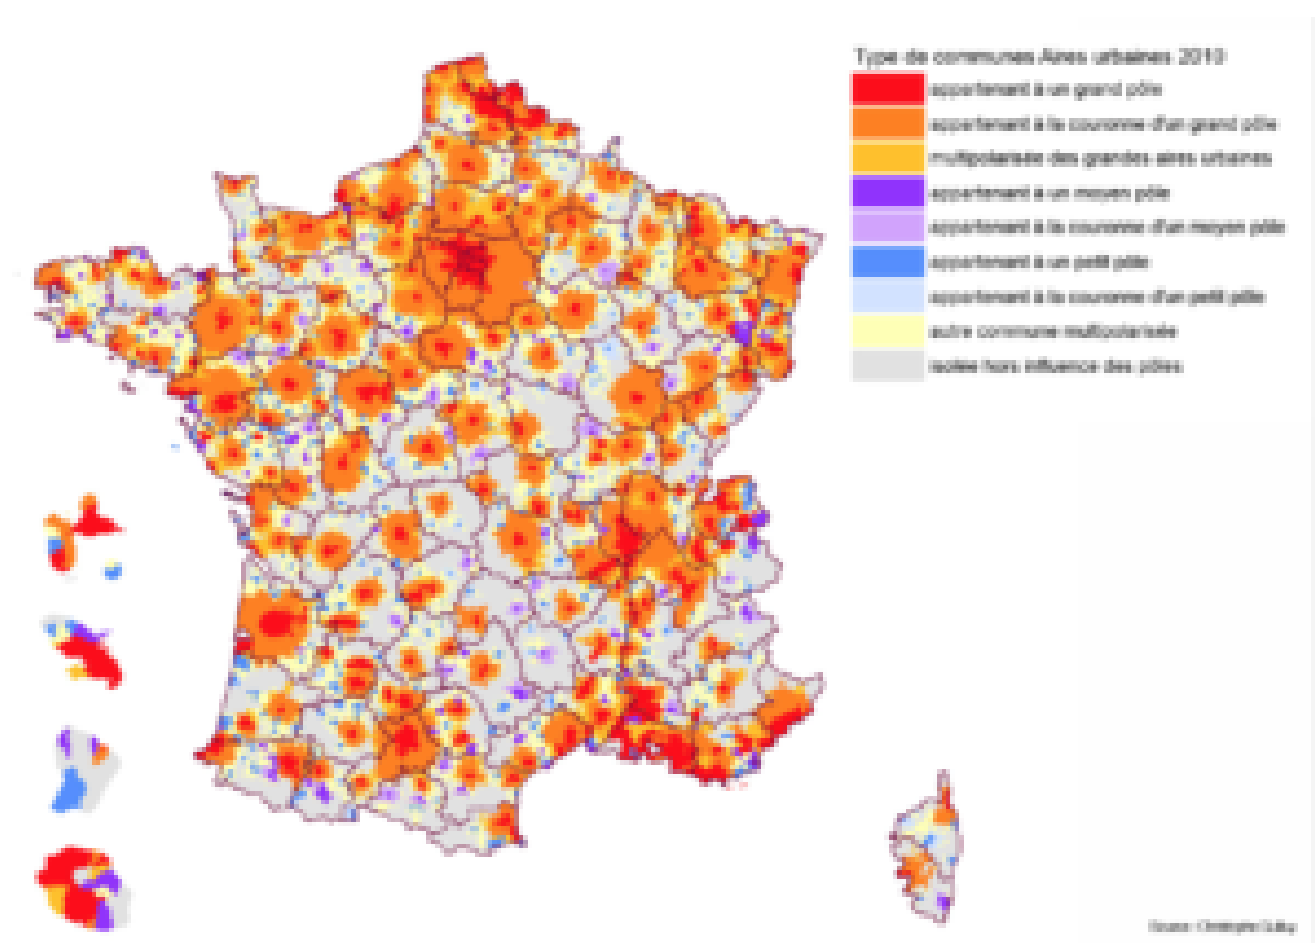 Type de communes Aires urbaines 2010
appartenant à un grand pôle
appartenant à la couronne d'un grand pôle
multipolarisée des grandes aires urbaines
appartenant à un moyen pôle
appartenant à la couronne d'un moyen pôle
appartenant à un petit pôle
appartenant à la couronne d'un petit pôle
autre commune multipolarisée
isolée hors influence des pôles
Source: Christophe